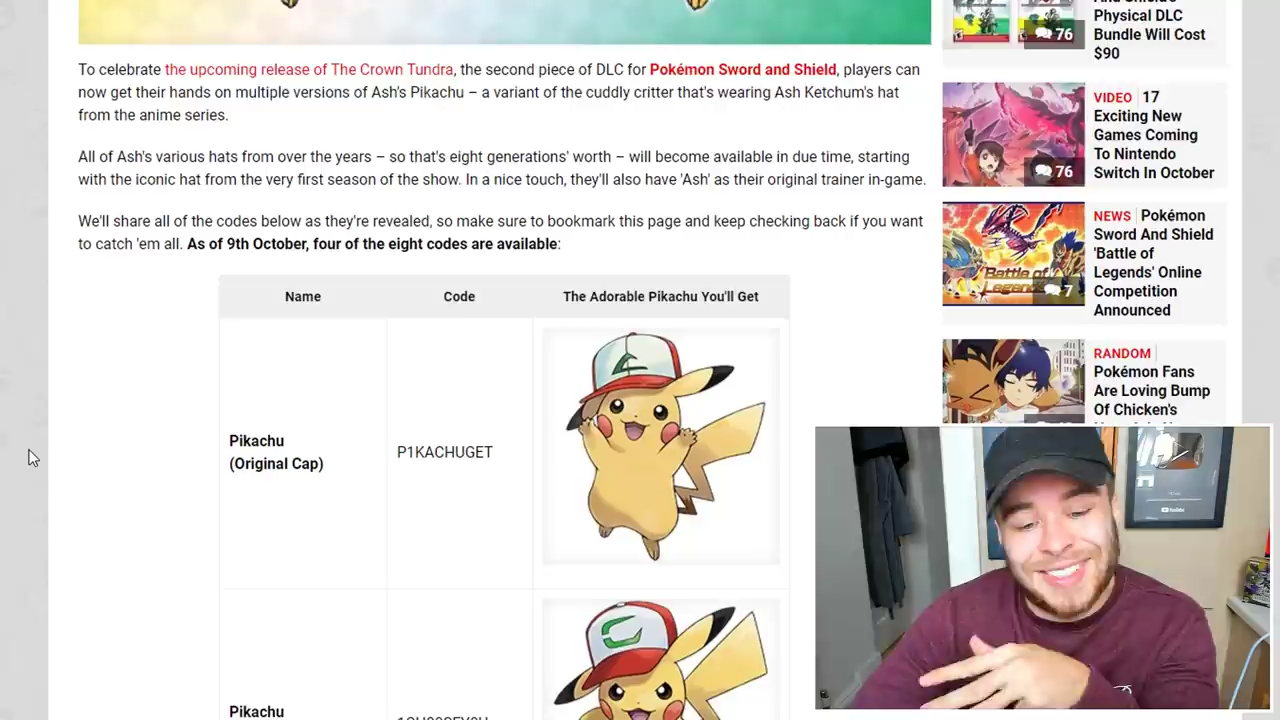 To celebrate the upcoming release of The Crown Tundra, the second piece of DLC for Pokémon Sword and Shield, players can
now get their hands on multiple versions of Ash's Pikachu – a variant of the cuddly critter that's wearing Ash Ketchum's hat
from the anime series.
All of Ash's various hats from over the years – so that's eight generations' worth – will become available in due time, starting
with the iconic hat from the very first season of the show. In a nice touch, they'll also have 'Ash' as their original trainer in-game.
We'll share all of the codes below as they're revealed, so make sure to bookmark this page and keep checking back if you want
to catch 'em all. As of 9th October, four of the eight codes are available:
Name Code The Adorable Pikachu You'll Get
Pikachu
(Original Cap)
P1KACHUGET
Pikachu
Physical DLC
Bundle Will Cost
$90
76
VIDEO 17
Exciting New
Games Coming
To Nintendo
Switch In October
76
NEWS Pokémon
Sword And Shield
'Battle of
Legends' Online
Competition
Announced
Battle of
7
RANDOM
Pokémon Fans
Are Loving Bump
Of Chicken's
YouTube